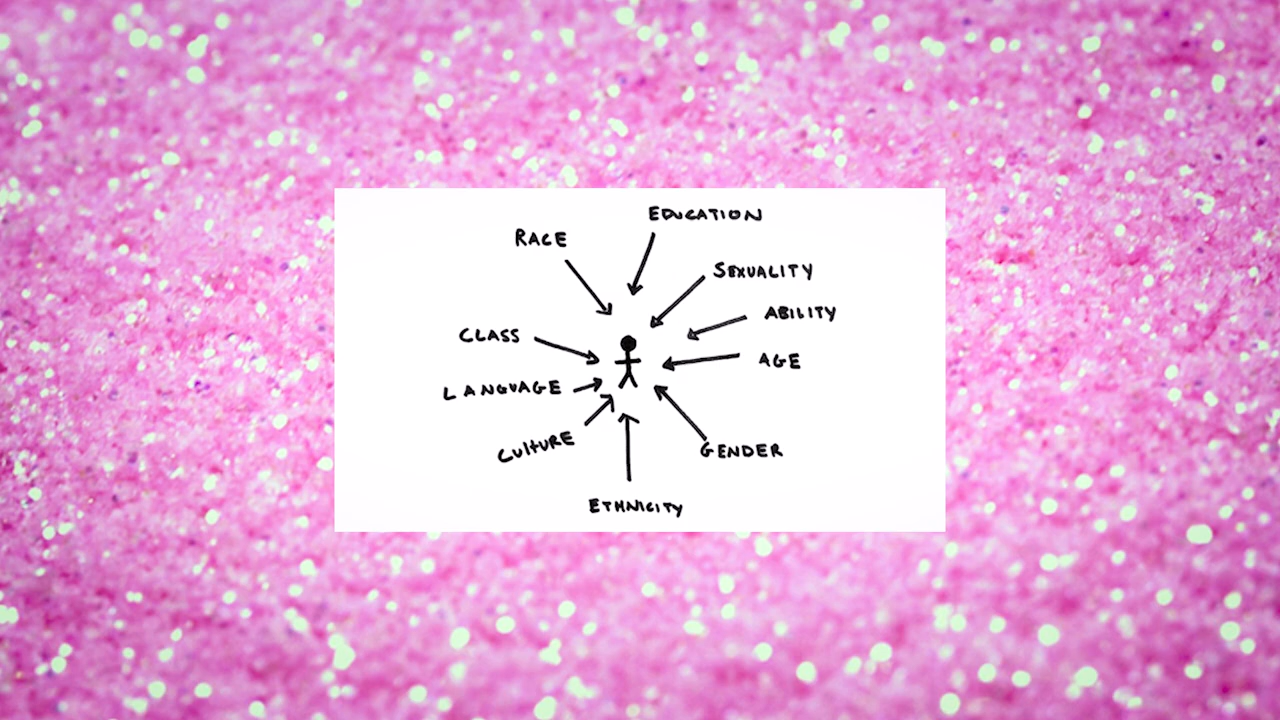 EDUCATION
RACE
SEXUALITY
ABILITY
CLASS
AGE
LANGUAGE
CULTURE
GENDER
ETHNICITY